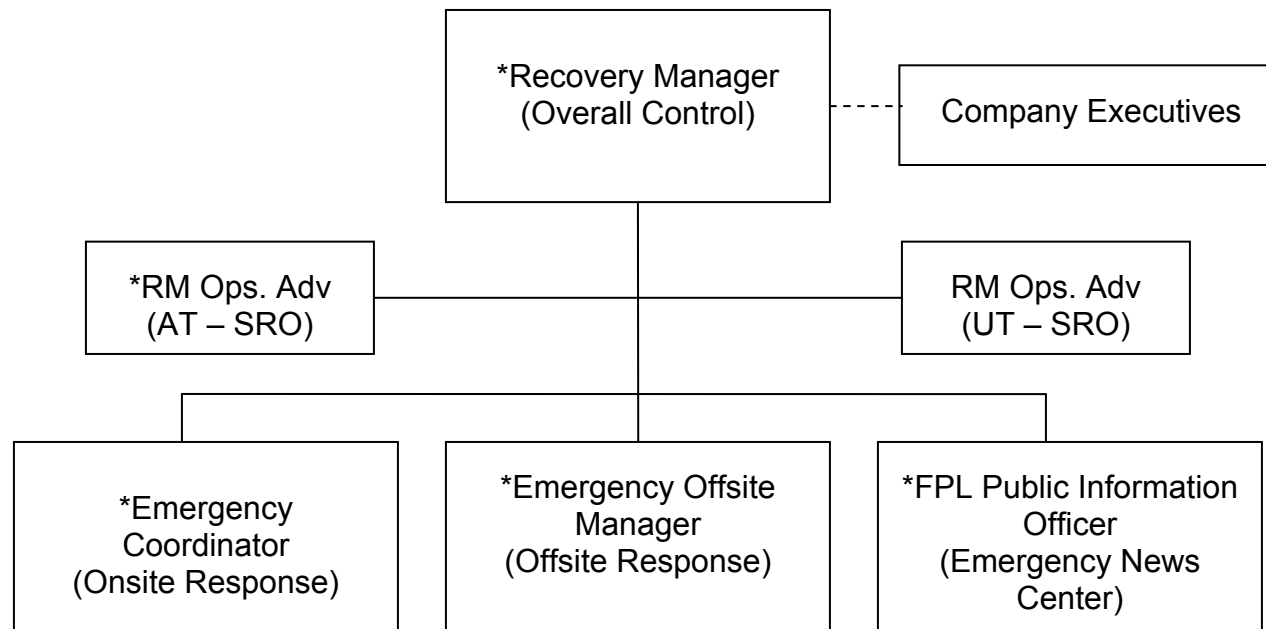 *Recovery Manager
(Overall Control)
Company Executives
*RM Ops. Adv
(AT – SRO)
RM Ops. Adv
(UT – SRO)
*Emergency
Coordinator
(Onsite Response)
*Emergency Offsite
Manager
(Offsite Response)
*FPL Public Information
Officer
(Emergency News
Center)